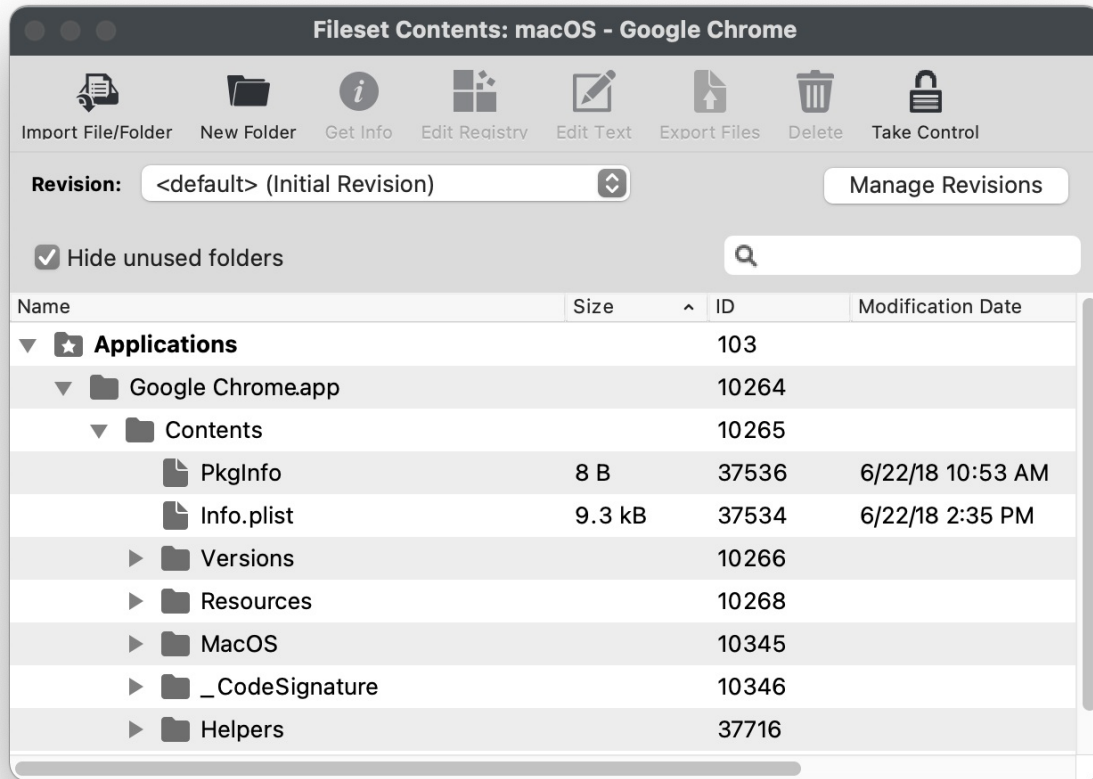 Fileset Contents: macOS - Google Chrome
Import File/Folder New Folder Get Info Edit Registry Edit Text Export Files Delete Take Control
Revision: <default> (Initial Revision) Manage Revisions
Hide unused folders
Name Size ID Modification Date
Applications 103
Google Chrome.app 10264
Contents 10265
PkgInfo 8 B 37536 6/22/18 10:53 AM
Info.plist 9.3 kB 37534 6/22/18 2:35 PM
Versions 10266
Resources 10268
MacOS 10345
_CodeSignature 10346
Helpers 37716